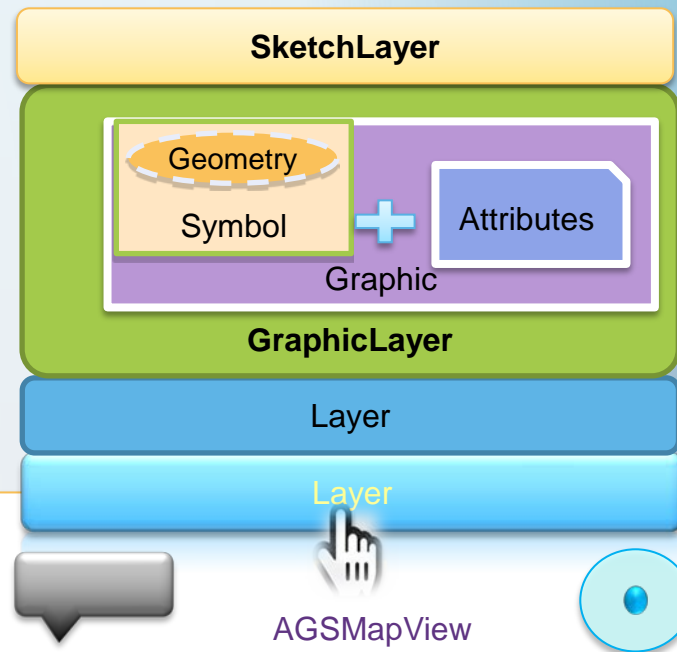 SketchLayer
Geometry
Symbol
Attributes
Graphic
GraphicLayer
Layer
Layer
AGSMapView